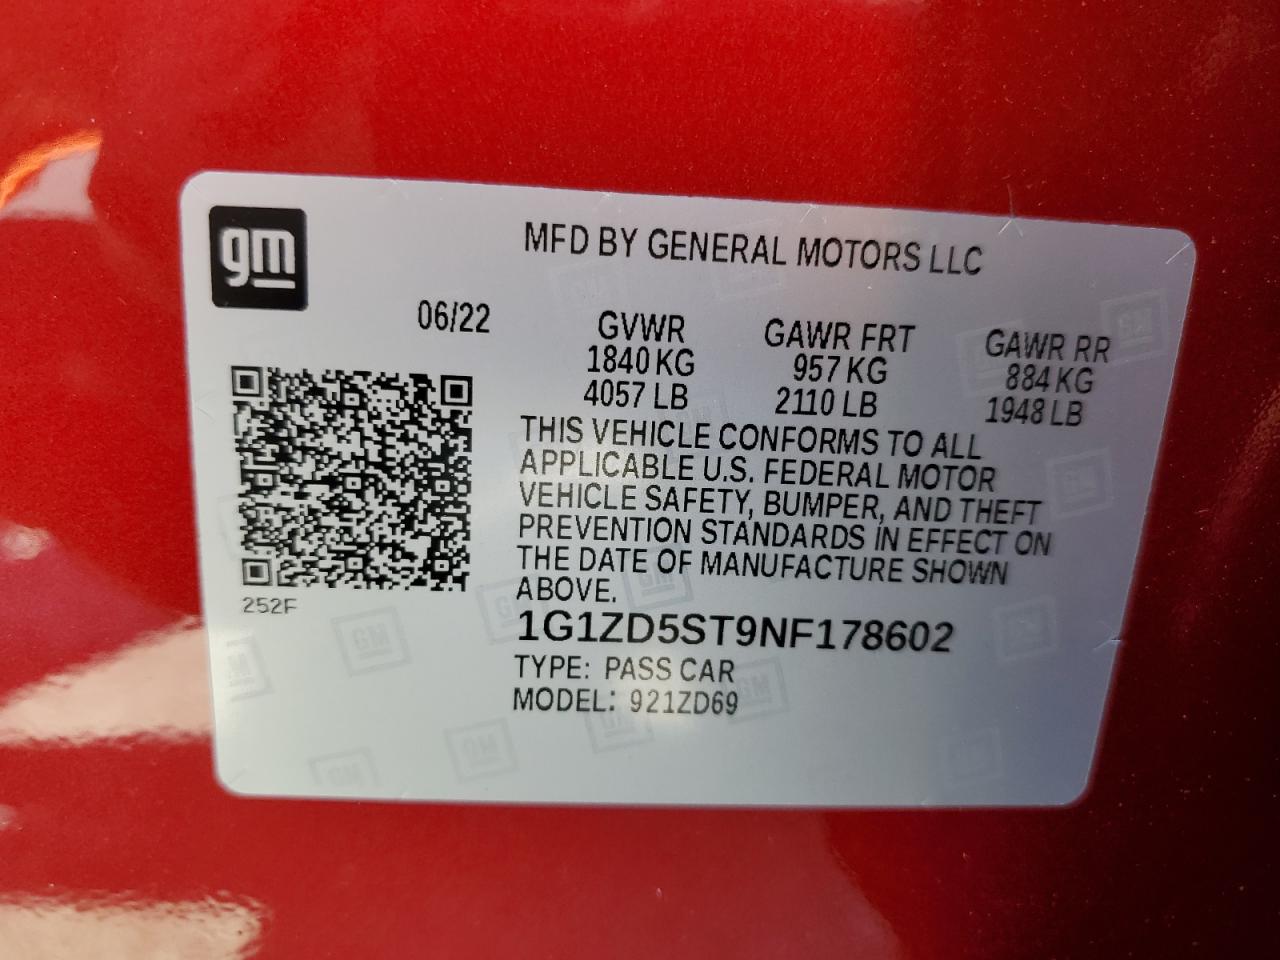 gm
MFD BY GENERAL MOTORS LLC
06/22
GVWR GAWR FRT GAWR RR
1840 KG 957 KG 884 KG
4057 LB 2110 LB 1948 LB
THIS VEHICLE CONFORMS TO ALL
APPLICABLE U.S. FEDERAL MOTOR
VEHICLE SAFETY, BUMPER, AND THEFT
PREVENTION STANDARDS IN EFFECT ON
THE DATE OF MANUFACTURE SHOWN
ABOVE.
252F
1G1ZD5ST9NF178602
TYPE: PASS CAR
MODEL: 921ZD69